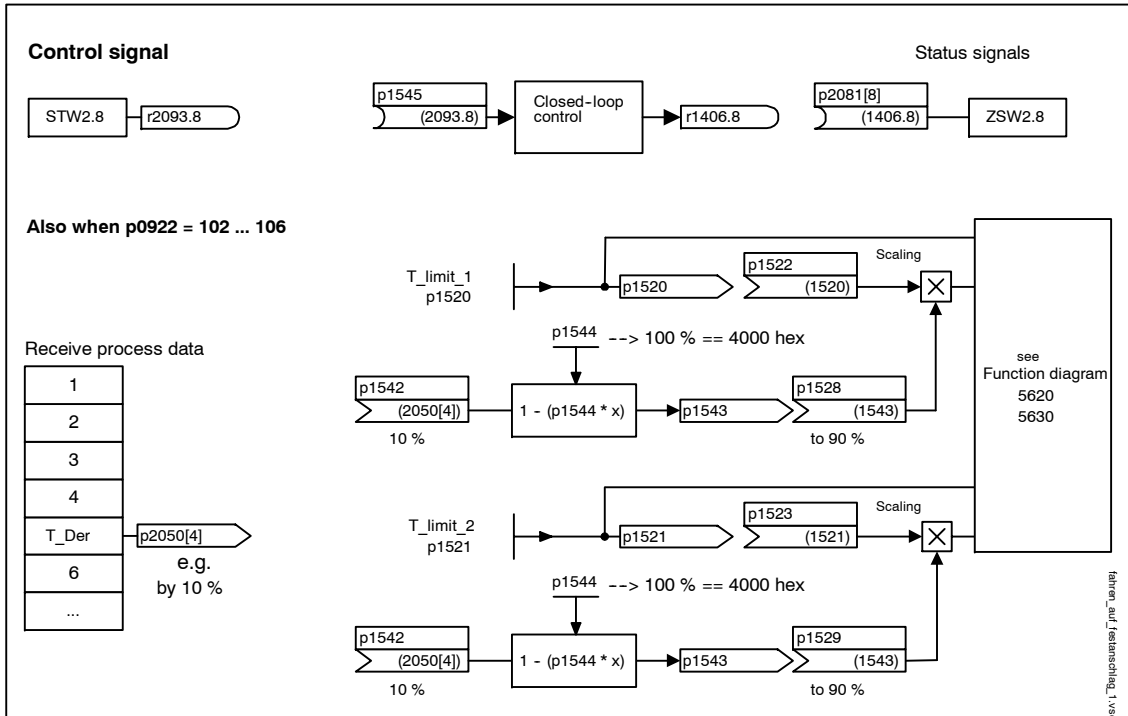 Control signal
Status signals
STW2.8
r2093.8
p1545
(2093.8)
Closed-loop
control
r1406.8
p2081[8]
(1406.8)
ZSW2.8
Also when p0922 = 102 ... 106
T_limit_1
p1520
p1520
p1522
(1520)
Scaling
p1544
--> 100 % == 4000 hex
see
Function diagram
5620
5630
Receive process data
1
2
3
4
T_Der
6
...
p2050[4]
e.g.
by 10 %
p1542
(2050[4])
10 %
1 - (p1544 * x)
p1543
p1528
(1543)
to 90 %
T_limit_2
p1521
p1521
p1523
(1521)
Scaling
p1544
--> 100 % == 4000 hex
p1542
(2050[4])
10 %
1 - (p1544 * x)
p1543
p1529
(1543)
to 90 %
fahren_auf_festanschlag_1.vsd